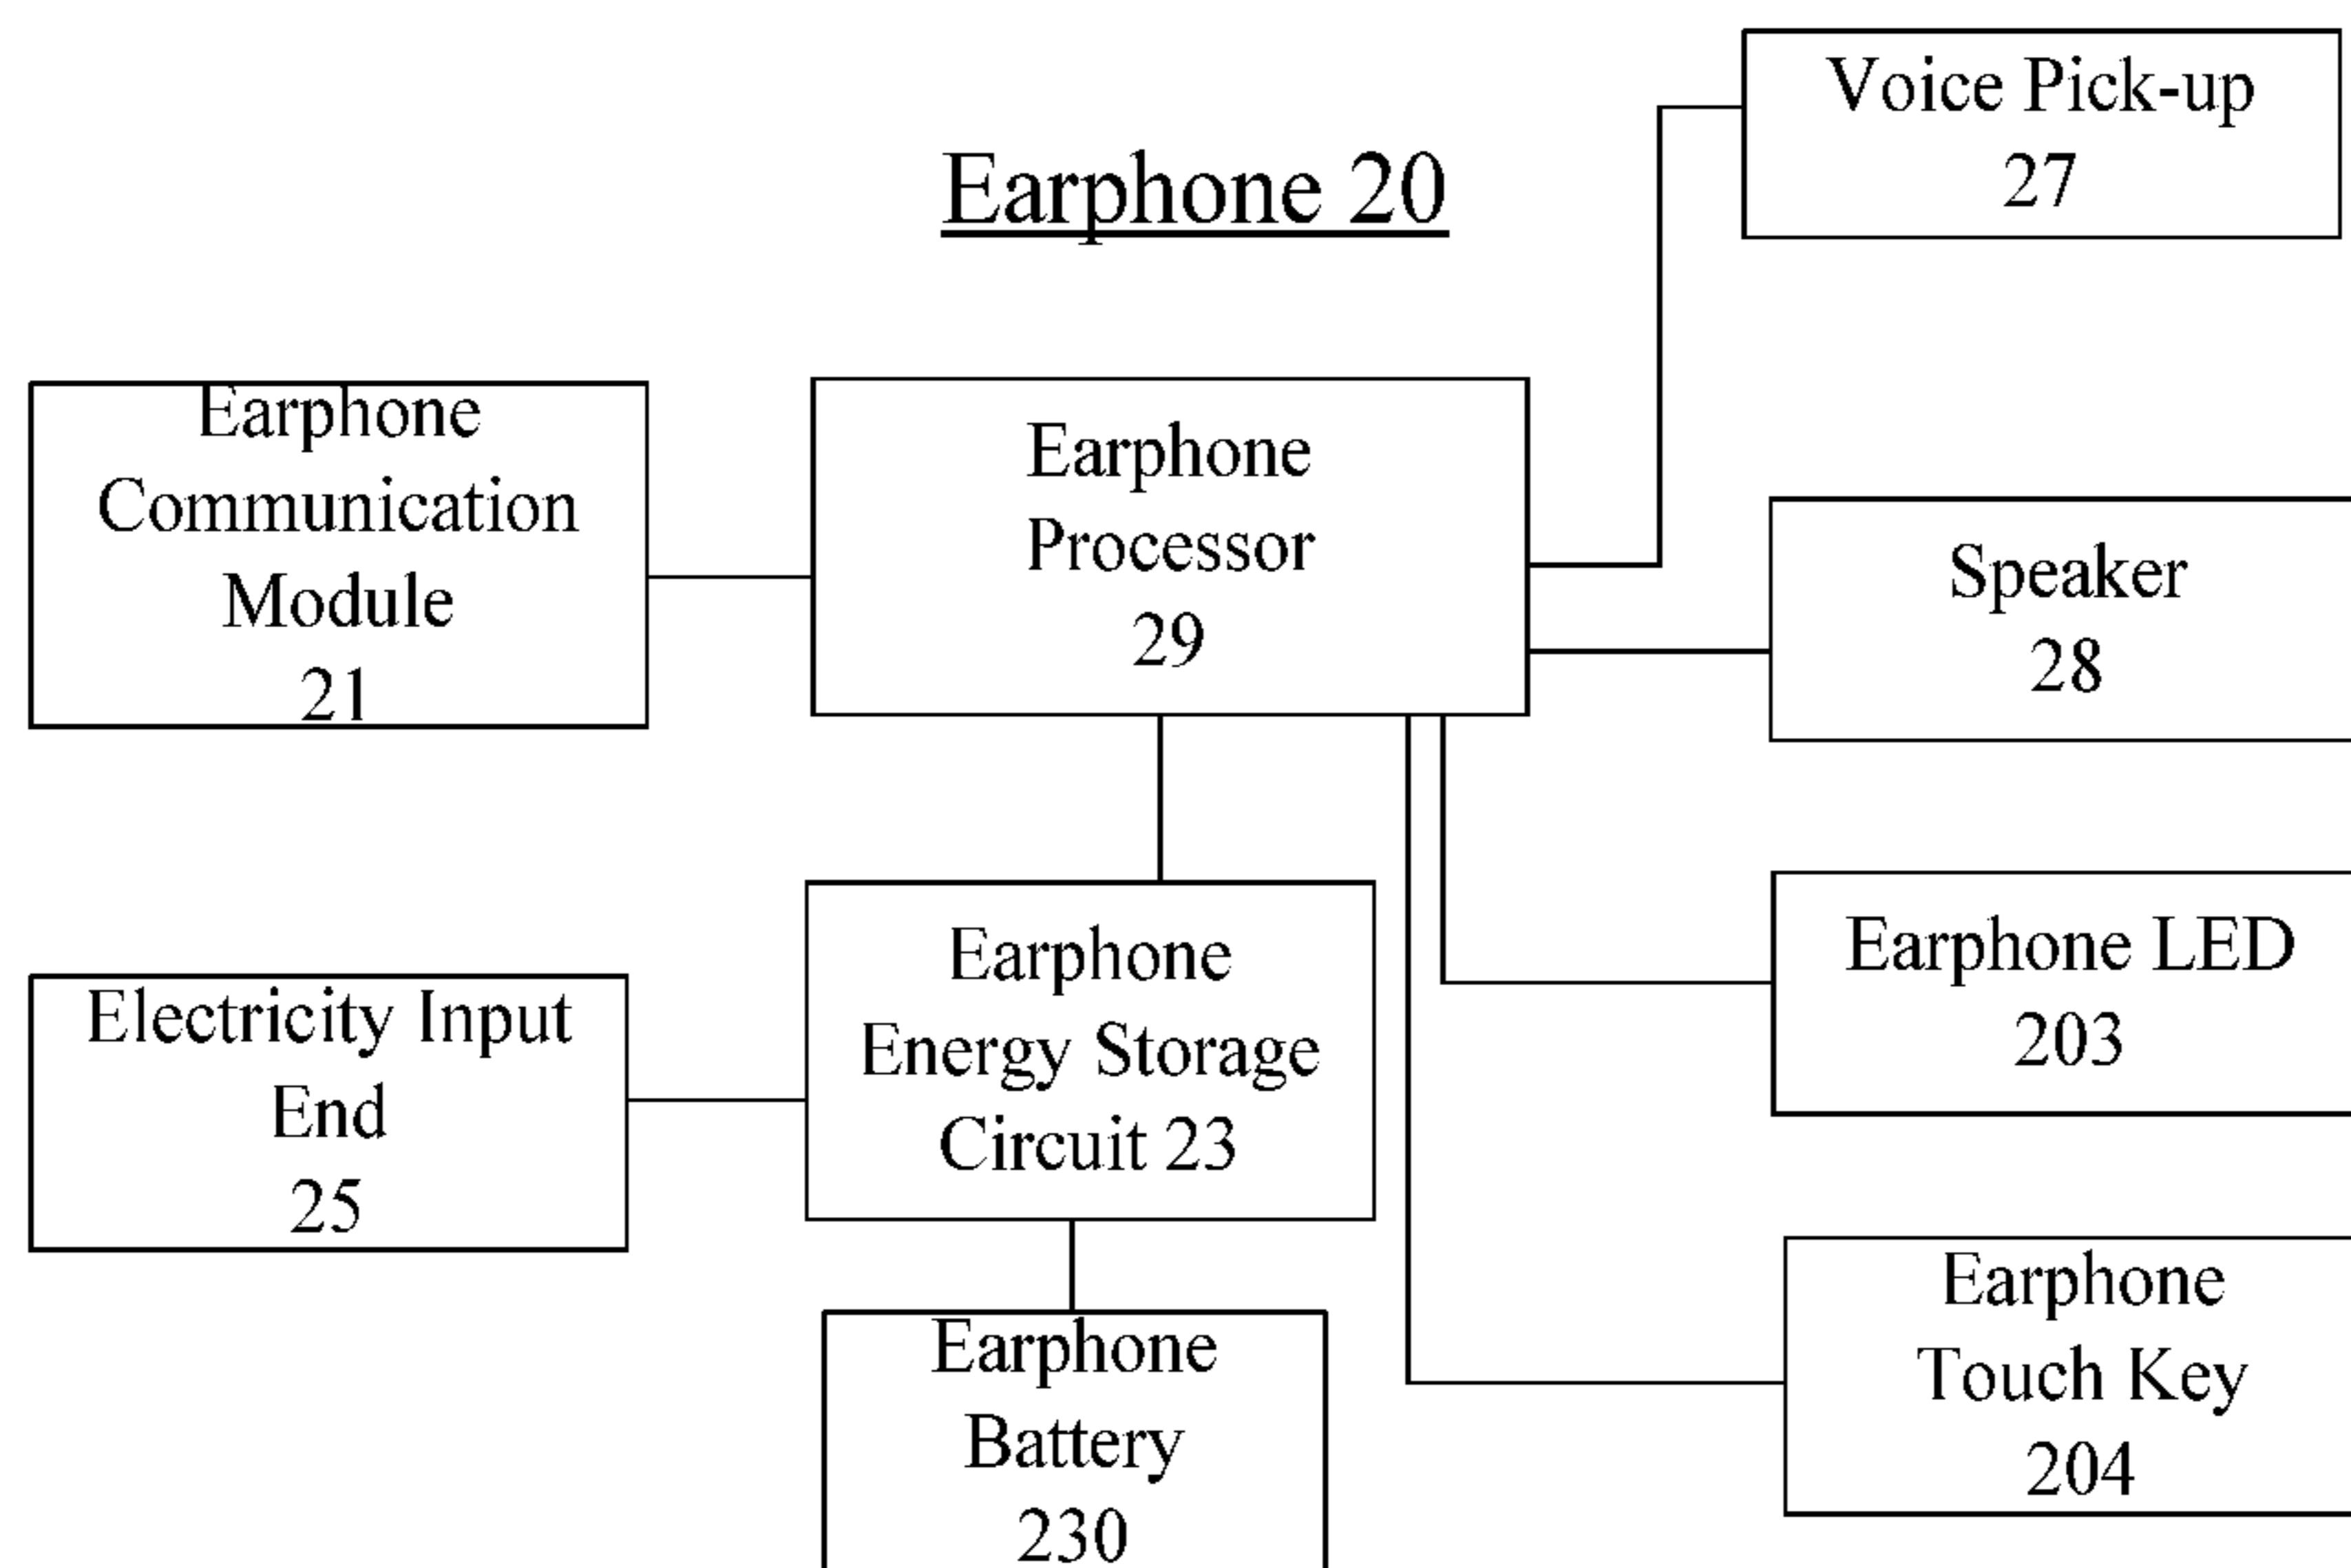 Earphone 20
Voice Pick-up
27
Earphone
Communication
Module
21
Earphone
Processor
29
Speaker
28
Electricity Input
End
25
Earphone
Energy Storage
Circuit 23
Earphone LED
203
Earphone
Battery
230
Earphone
Touch Key
204